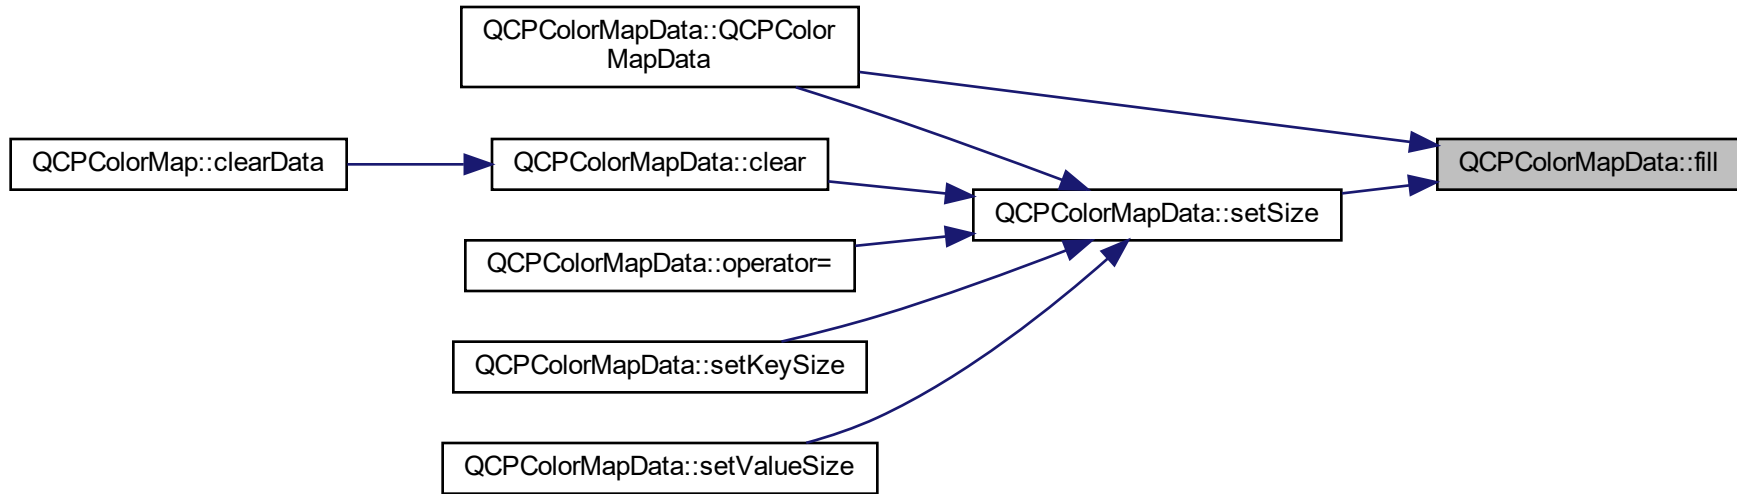 QCPColorMapData::QCPColor
MapData
QCPColorMap::clearData
QCPColorMapData::clear
QCPColorMapData::fill
QCPColorMapData::setSize
QCPColorMapData::operator=
QCPColorMapData::setKeySize
QCPColorMapData::setValueSize